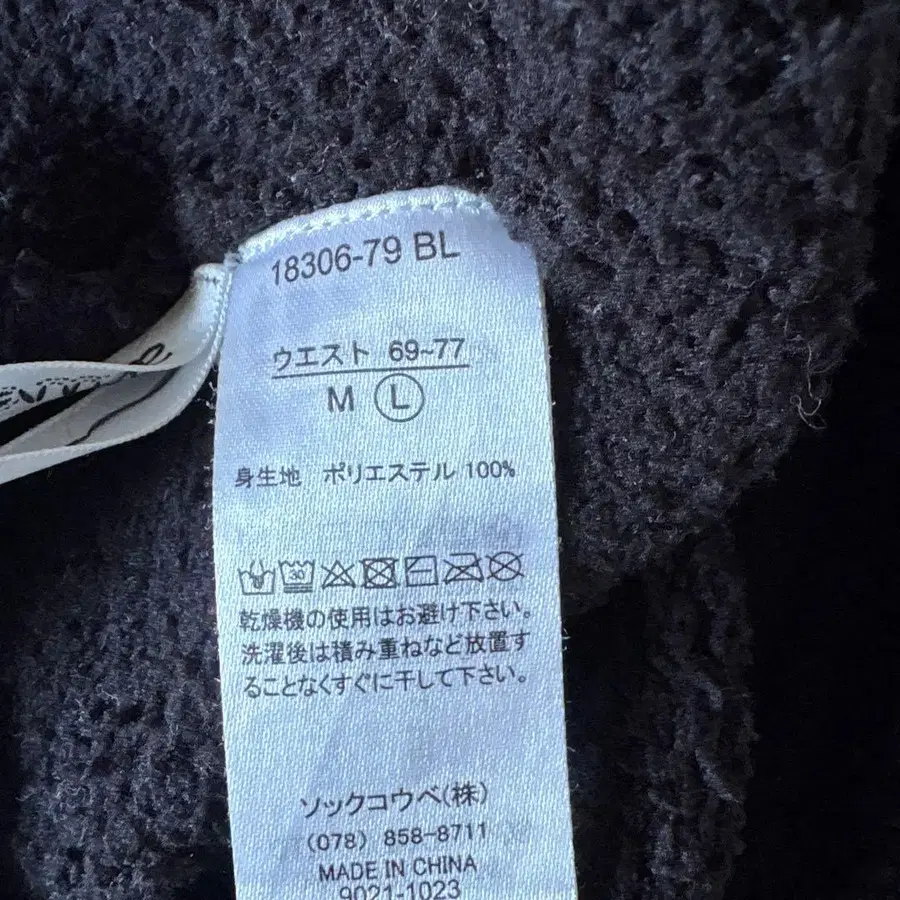 18306-79 BL
ウエスト 69~77
M Ⓛ
身生地 ポリエステル 100%
30
乾燥機の使用はお避け下さい。
洗濯後は積み重ねなど放置す
ることなくすぐに干して下さい。
ソックコウベ(株)
(078) 858-8711
MADE IN CHINA
9021-1023